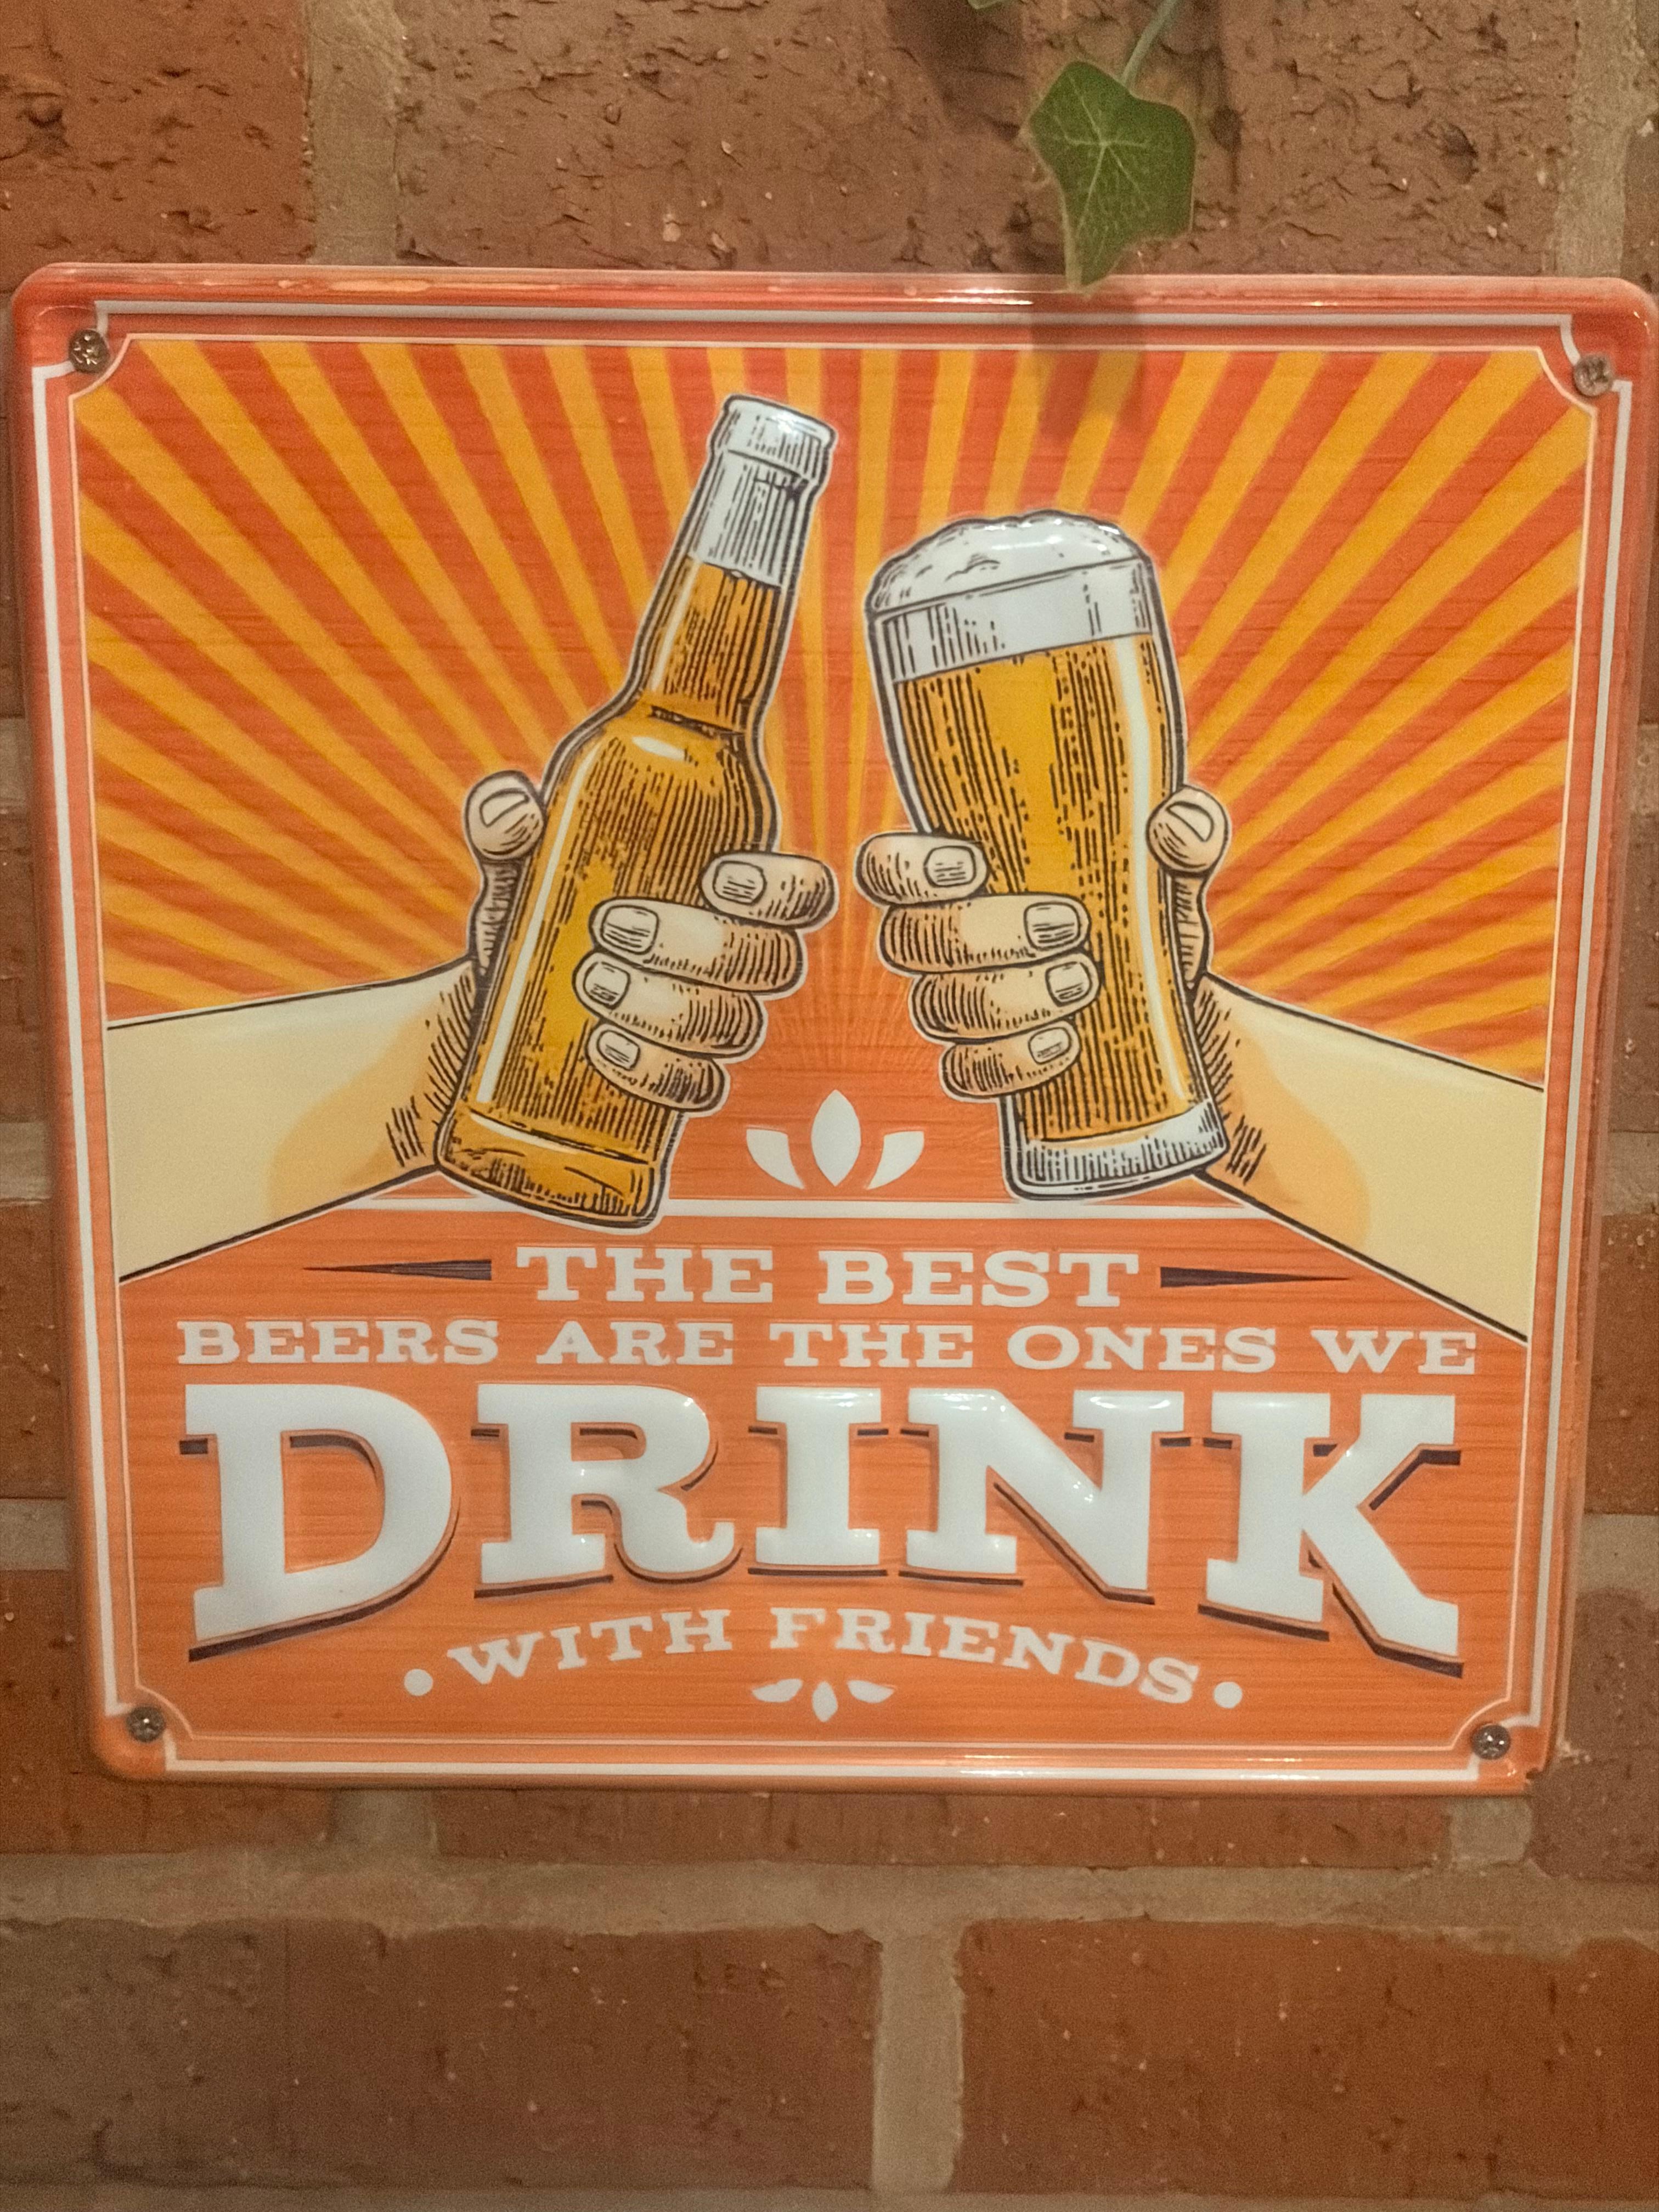 THE BEST
BEERS ARE THE ONES WE
DRINK
WITH FRIENDS